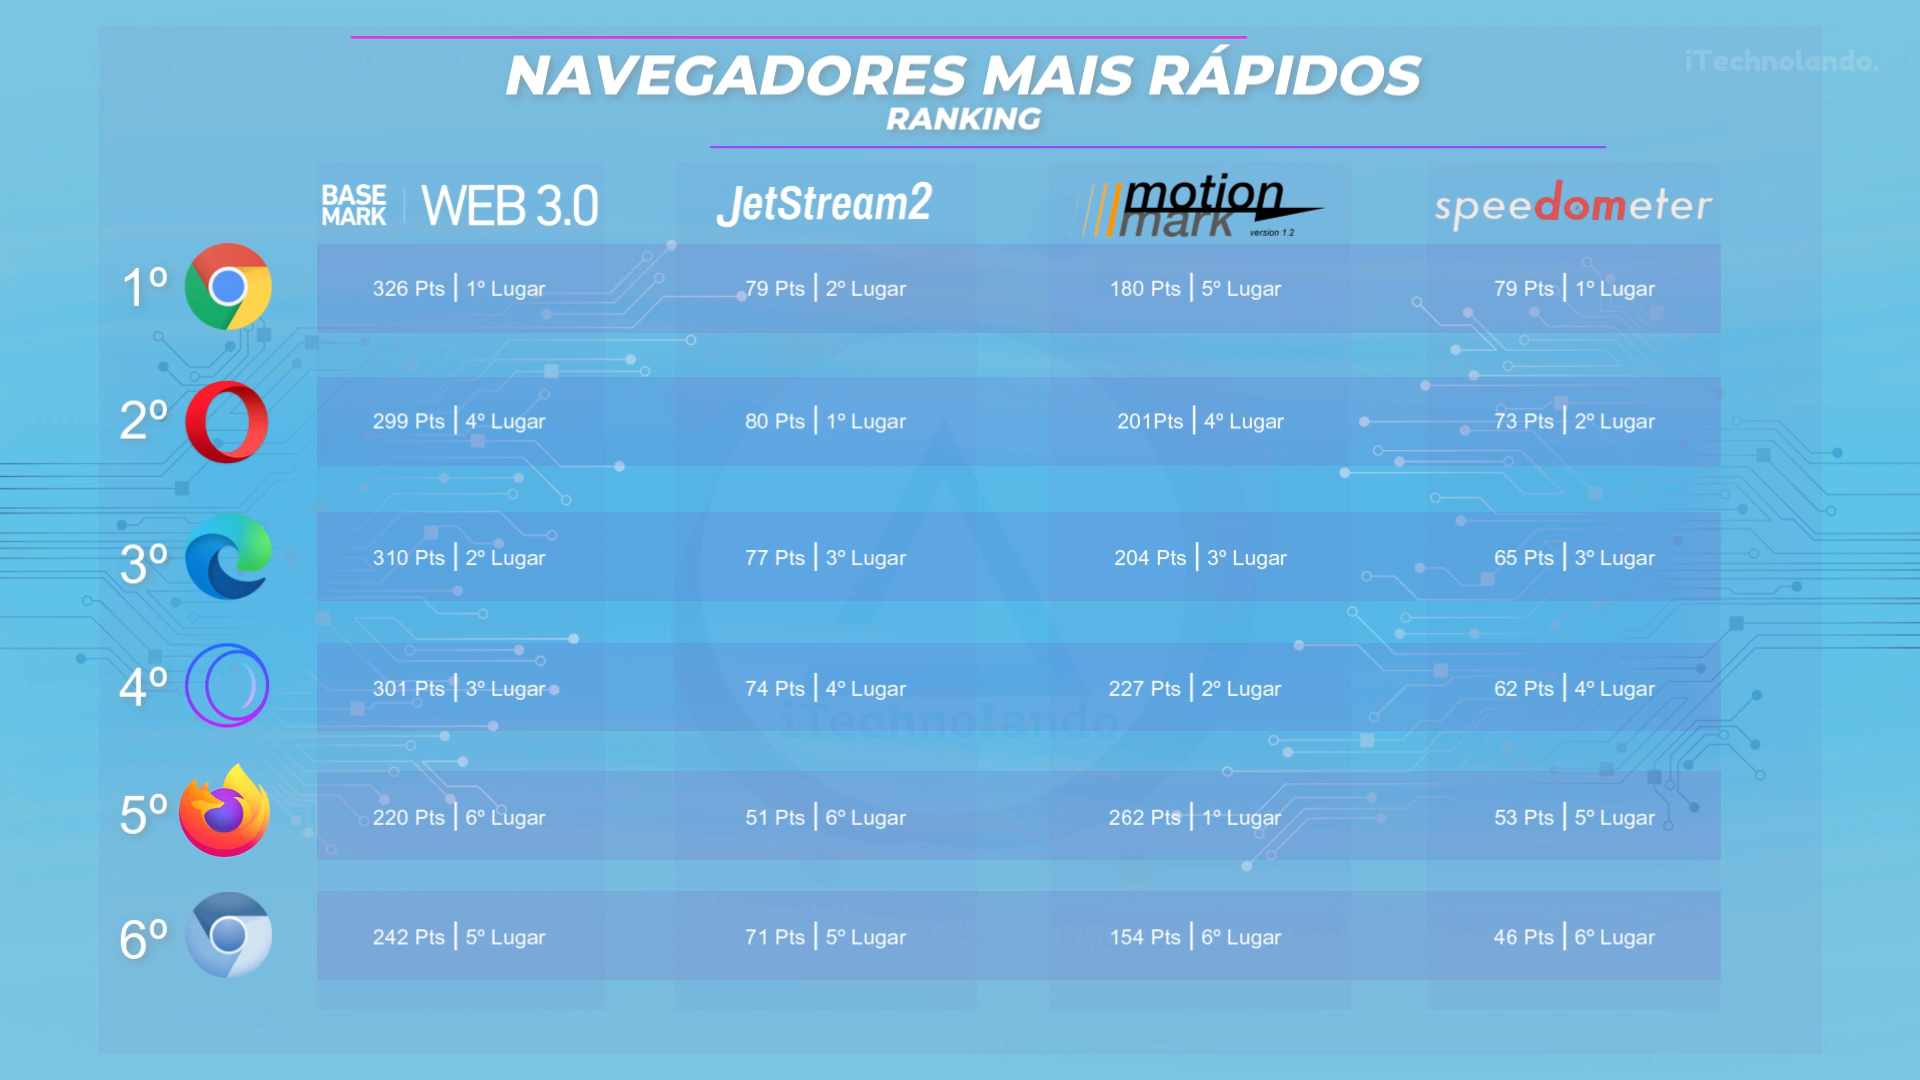 NAVEGADORES MAIS RÁPIDOS
iTechnolando.
RANKING
BASE MARK | WEB 3.0 JetStream2 motion mark version 1.2 speedometer
1º 326 Pts | 1º Lugar 79 Pts | 2º Lugar 180 Pts | 5º Lugar 79 Pts | 1º Lugar
2º 299 Pts | 4º Lugar 80 Pts | 1º Lugar 201Pts | 4º Lugar 73 Pts | 2º Lugar
3º 310 Pts | 2º Lugar 77 Pts | 3º Lugar 204 Pts | 3º Lugar 65 Pts | 3º Lugar
4º 301 Pts | 3º Lugar 74 Pts | 4º Lugar 227 Pts | 2º Lugar 62 Pts | 4º Lugar
iTechnolando
5º 220 Pts | 6º Lugar 51 Pts | 6º Lugar 262 Pts | 1º Lugar 53 Pts | 5º Lugar
6º 242 Pts | 5º Lugar 71 Pts | 5º Lugar 154 Pts | 6º Lugar 46 Pts | 6º Lugar